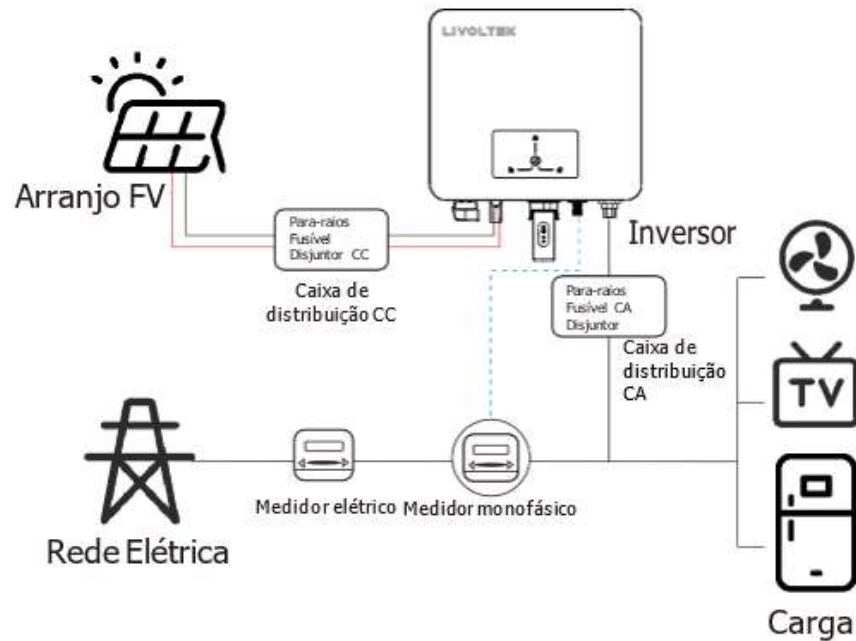 LIVOLTEK
Arranjo FV
Para-raios
Fusível
Disjuntor CC
Caixa de
distribuição CC
Inversor
Para-raios
Fusível CA
Disjuntor
Caixa de
distribuição
CA
TV
Medidor elétrico
Medidor monofásico
Rede Elétrica
Carga